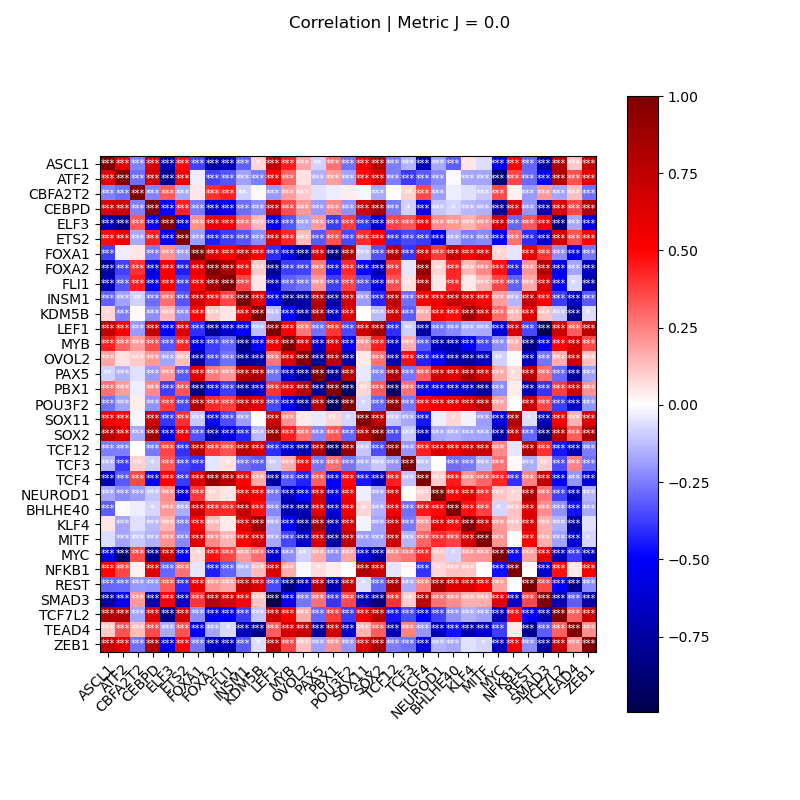 Correlation | Metric J = 0.0
ASCL1
ATF2
CBFA2T2
CEBPD
ELF3
ETS2
FOXA1
FOXA2
FLI1
INSM1
KDM5B
LEF1
MYB
OVOL2
PAX5
PBX1
POU3F2
SOX11
SOX2
TCF12
TCF3
TCF4
NEUROD1
BHLHE40
KLF4
MITF
MYC
NFKB1
REST
SMAD3
TCF7L2
TEAD4
ZEB1
ASCL1
ATF2
CBFA2T2
CEBPD
ELF3
ETS2
FOXA1
FOXA2
FLI1
INSM1
KDM5B
LEF1
MYB
OVOL2
PAX5
PBX1
POU3F2
SOX11
SOX2
TCF12
TCF3
TCF4
NEUROD1
BHLHE40
KLF4
MITF
MYC
NFKB1
REST
SMAD3
TCF7L2
TEAD4
ZEB1
1.00
0.75
0.50
0.25
0.00
−0.25
−0.50
−0.75